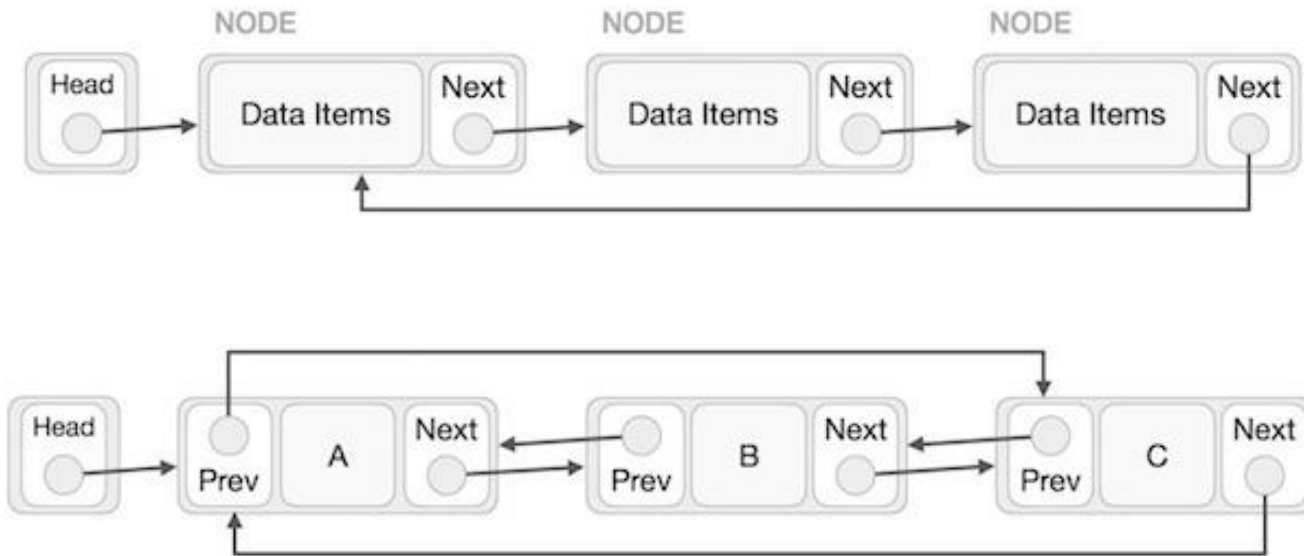 NODE NODE NODE
Head Data Items Next Data Items Next Data Items Next
Head Prev A Next Prev B Next Prev C Next